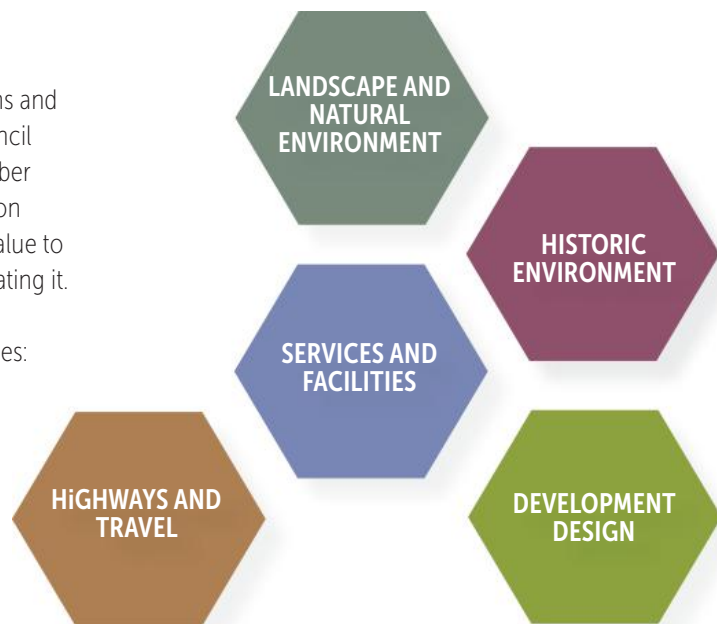 ns and
ncil
ber
on
alue to
ating it.
es:
LANDSCAPE AND
NATURAL
ENVIRONMENT
HISTORIC
ENVIRONMENT
SERVICES AND
FACILITIES
HiGHWAYS AND
TRAVEL
DEVELOPMENT
DESIGN